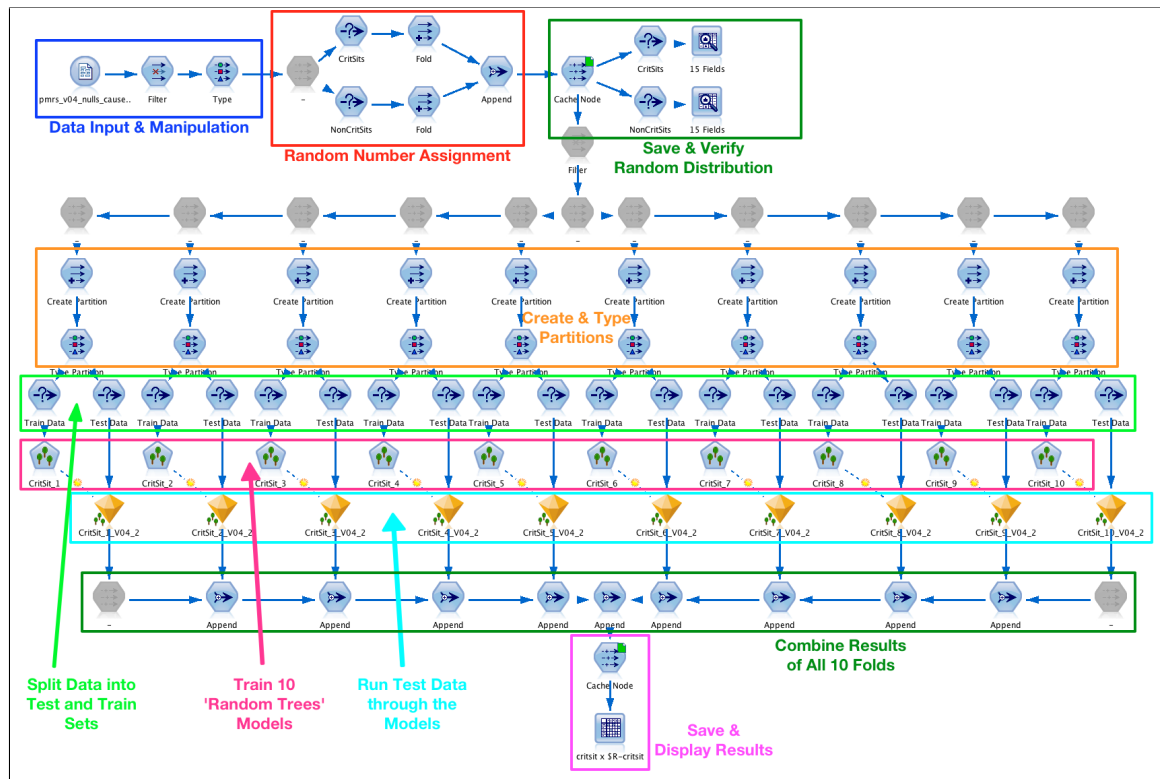 CritSits
Fold
pmrs_v04_nulls_cause..
Filter
Type
-
Append
NonCritSits
Fold
Data Input & Manipulation
Random Number Assignment
Cache Node
CritSits
15 Fields
NonCritSits
15 Fields
Save & Verify
Random Distribution
Filler
- - - - - - - - - - -
Create Partition Create Partition Create Partition Create Partition Create Partition Create Partition Create Partition Create Partition Create Partition Create Partition
Create & Type
Partitions
Type Partition Type Partition Type Partition Type Partition Type Partition Type Partition Type Partition Type Partition Type Partition Type Partition
Train Data Test Data Train Data Test Data Train Data Test Data Train Data Test Data Train Data Test Data Train Data Test Data Train Data Test Data Train Data Test Data Train Data Test Data Train Data Test Data
CritSit_1 CritSit_2 CritSit_3 CritSit_4 CritSit_5 CritSit_6 CritSit_7 CritSit_8 CritSit_9 CritSit_10
CritSit_1_V04_2 CritSit_2_V04_2 CritSit_3_V04_2 CritSit_4_V04_2 CritSit_5_V04_2 CritSit_6_V04_2 CritSit_7_V04_2 CritSit_8_V04_2 CritSit_9_V04_2 CritSit_10_V04_2
- Append Append Append Append Append Append Append Append Append -
Combine Results
of All 10 Folds
Split Data into
Test and Train
Sets
Train 10
'Random Trees'
Models
Run Test Data
through the
Models
Cache Node
critsit x $R-critsit
Save &
Display Results